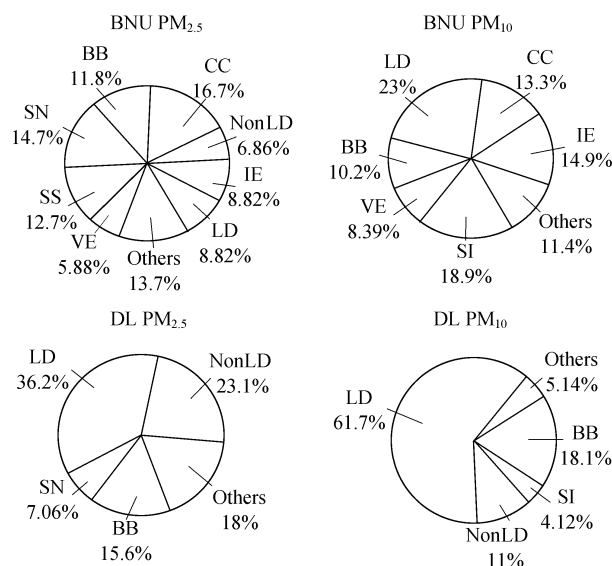 BNU PM2.5
BB
11.8%
CC
16.7%
SN
14.7%
NonLD
6.86%
IE
8.82%
SS
12.7%
LD
8.82%
VE
5.88%
Others
13.7%
BNU PM10
LD
23%
CC
13.3%
IE
14.9%
BB
10.2%
VE
8.39%
Others
11.4%
SI
18.9%
DL PM2.5
LD
36.2%
NonLD
23.1%
SN
7.06%
Others
18%
BB
15.6%
DL PM10
Others
5.14%
LD
61.7%
BB
18.1%
SI
4.12%
NonLD
11%